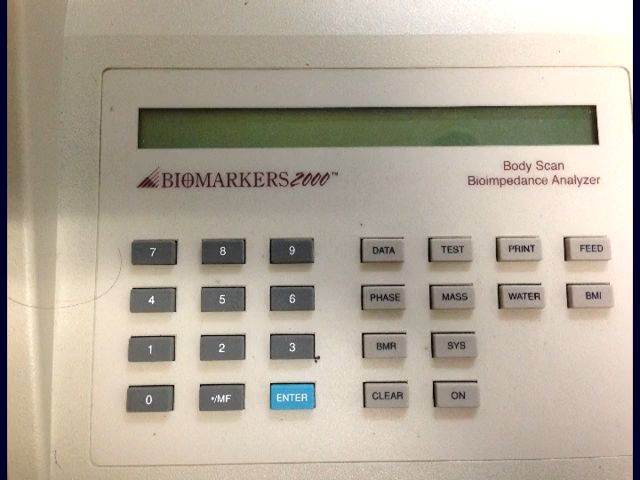 BIOMARKERS2000™
Body Scan
Bioimpedance Analyzer
7 8 9 DATA TEST PRINT FEED
4 5 6 PHASE MASS WATER BMI
1 2 3 BMR SYS
0 •/MF ENTER CLEAR ON